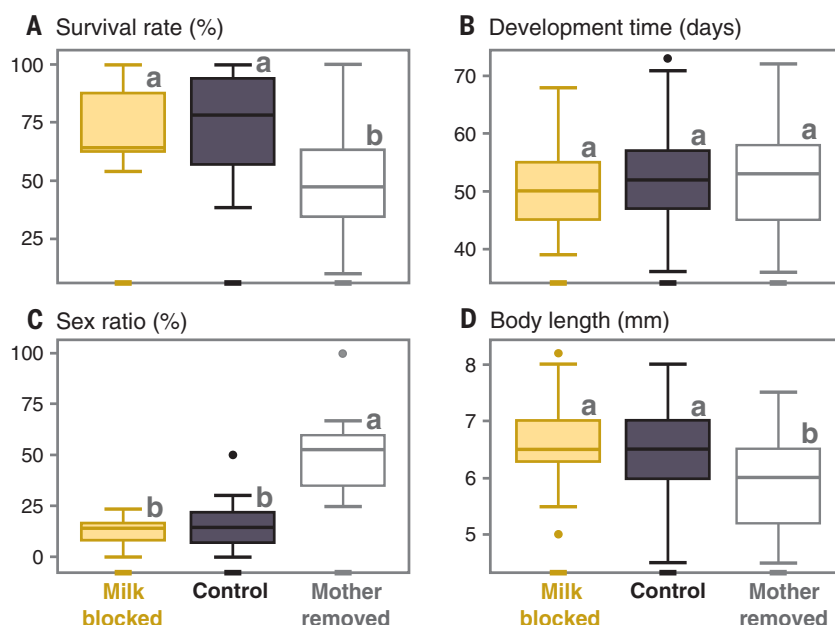 A Survival rate (%)
100
75
50
25
a
a
b
B Development time (days)
70
60
50
40
a
a
a
C Sex ratio (%)
100
75
50
25
0
b
b
a
Milk
blocked
Control
Mother
removed
D Body length (mm)
8
7
6
5
a
a
b
Milk
blocked
Control
Mother
removed